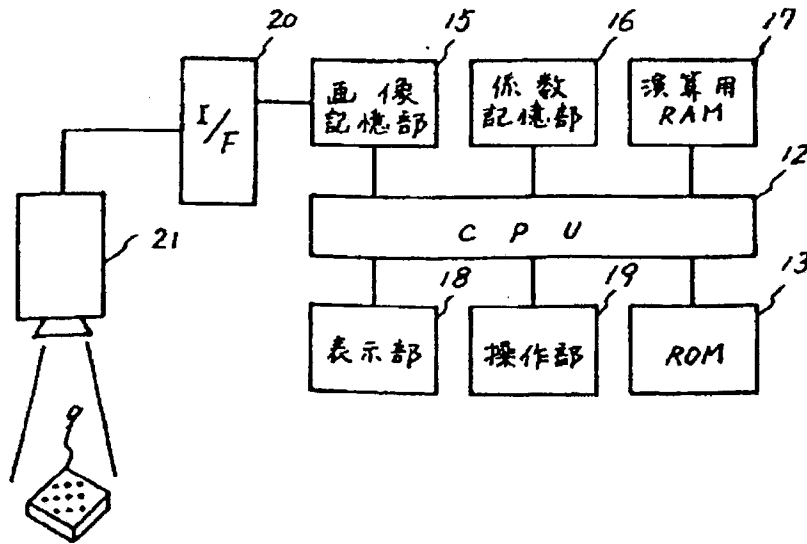 20
15
16
17
I/F
画像
記憶部
係数
記憶部
演算用
RAM
12
CPU
21
18
19
13
表示部
操作部
ROM
9